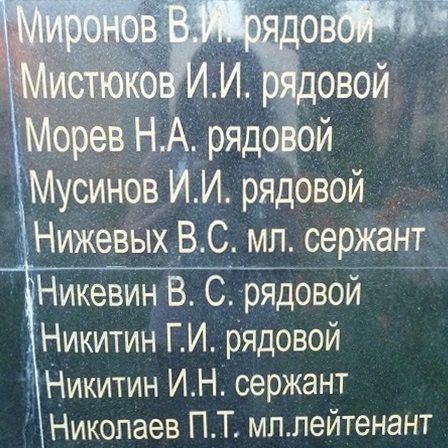 Миронов В.И. рядовой
Мистюков И.И. рядовой
Морев Н.А. рядовой
Мусинов И.И. рядовой
Нижевых В.С. мл. сержант
Никевин В. С. рядовой
Никитин Г.И. рядовой
Никитин И.Н. сержант
Николаев П.Т. мл.лейтенант